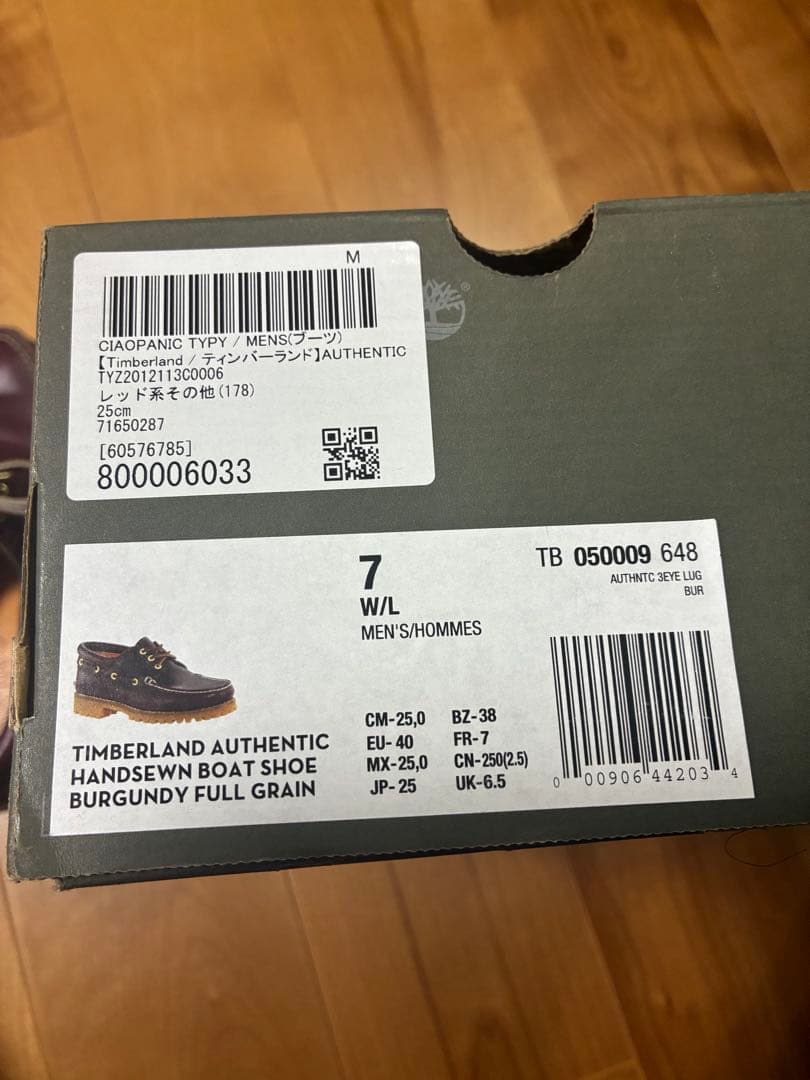 M
CIAOPANIC TYPY / MENS(ブーツ)
【Timberland / ティンバーランド】AUTHENTIC
TYZ2012113C0006
レッド系その他(178)
25cm
71650287
[60576785]
800006033
®
7
W/L
MEN'S/HOMMES
TB 050009 648
AUTHNTC 3EYE LUG
BUR
TIMBERLAND AUTHENTIC
HANDSEWN BOAT SHOE
BURGUNDY FULL GRAIN
CM-25,0 BZ-38
EU- 40 FR-7
MX-25,0 CN-250(2.5)
JP- 25 UK-6.5
0 00906 44203 4